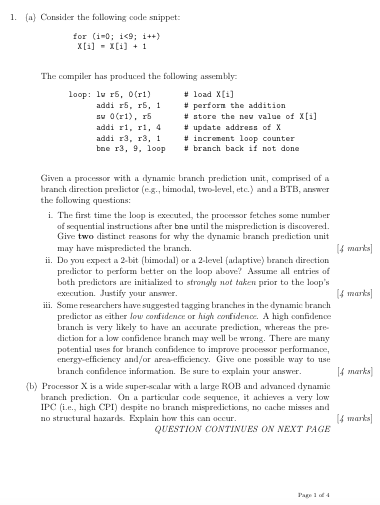 1. (a) Consider the following code snippet:
for (i=0; i<9; i++)
X[i] = X[i] + 1
The compiler has produced the following assembly:
loop: lw r5, 0(r1) # load X[i]
addi r5, r5, 1 # perform the addition
sw 0(r1), r5 # store the new value of X[i]
addi r1, r1, 4 # update address of X
addi r3, r3, 1 # increment loop counter
bne r3, 9, loop # branch back if not done
Given a processor with a dynamic branch prediction unit, comprised of a
branch direction predictor (e.g., bimodal, two-level, etc.) and a BTB, answer
the following questions:
i. The first time the loop is executed, the processor fetches some number
of sequential instructions after bne until the misprediction is discovered.
Give two distinct reasons for why the dynamic branch prediction unit
may have mispredicted the branch. [4 marks]
ii. Do you expect a 2-bit (bimodal) or a 2-level (adaptive) branch direction
predictor to perform better on the loop above? Assume all entries of
both predictors are initialized to strongly not taken prior to the loop's
execution. Justify your answer. [4 marks]
iii. Some researchers have suggested tagging branches in the dynamic branch
predictor as either low confidence or high confidence. A high confidence
branch is very likely to have an accurate prediction, whereas the pre-
diction for a low confidence branch may well be wrong. There are many
potential uses for branch confidence to improve processor performance,
energy-efficiency and/or area-efficiency. Give one possible way to use
branch confidence information. Be sure to explain your answer. [4 marks]
(b) Processor X is a wide super-scalar with a large ROB and advanced dynamic
branch prediction. On a particular code sequence, it achieves a very low
IPC (i.e., high CPI) despite no branch mispredictions, no cache misses and
no structural hazards. Explain how this can occur. [4 marks]
QUESTION CONTINUES ON NEXT PAGE
Page 1 of 4